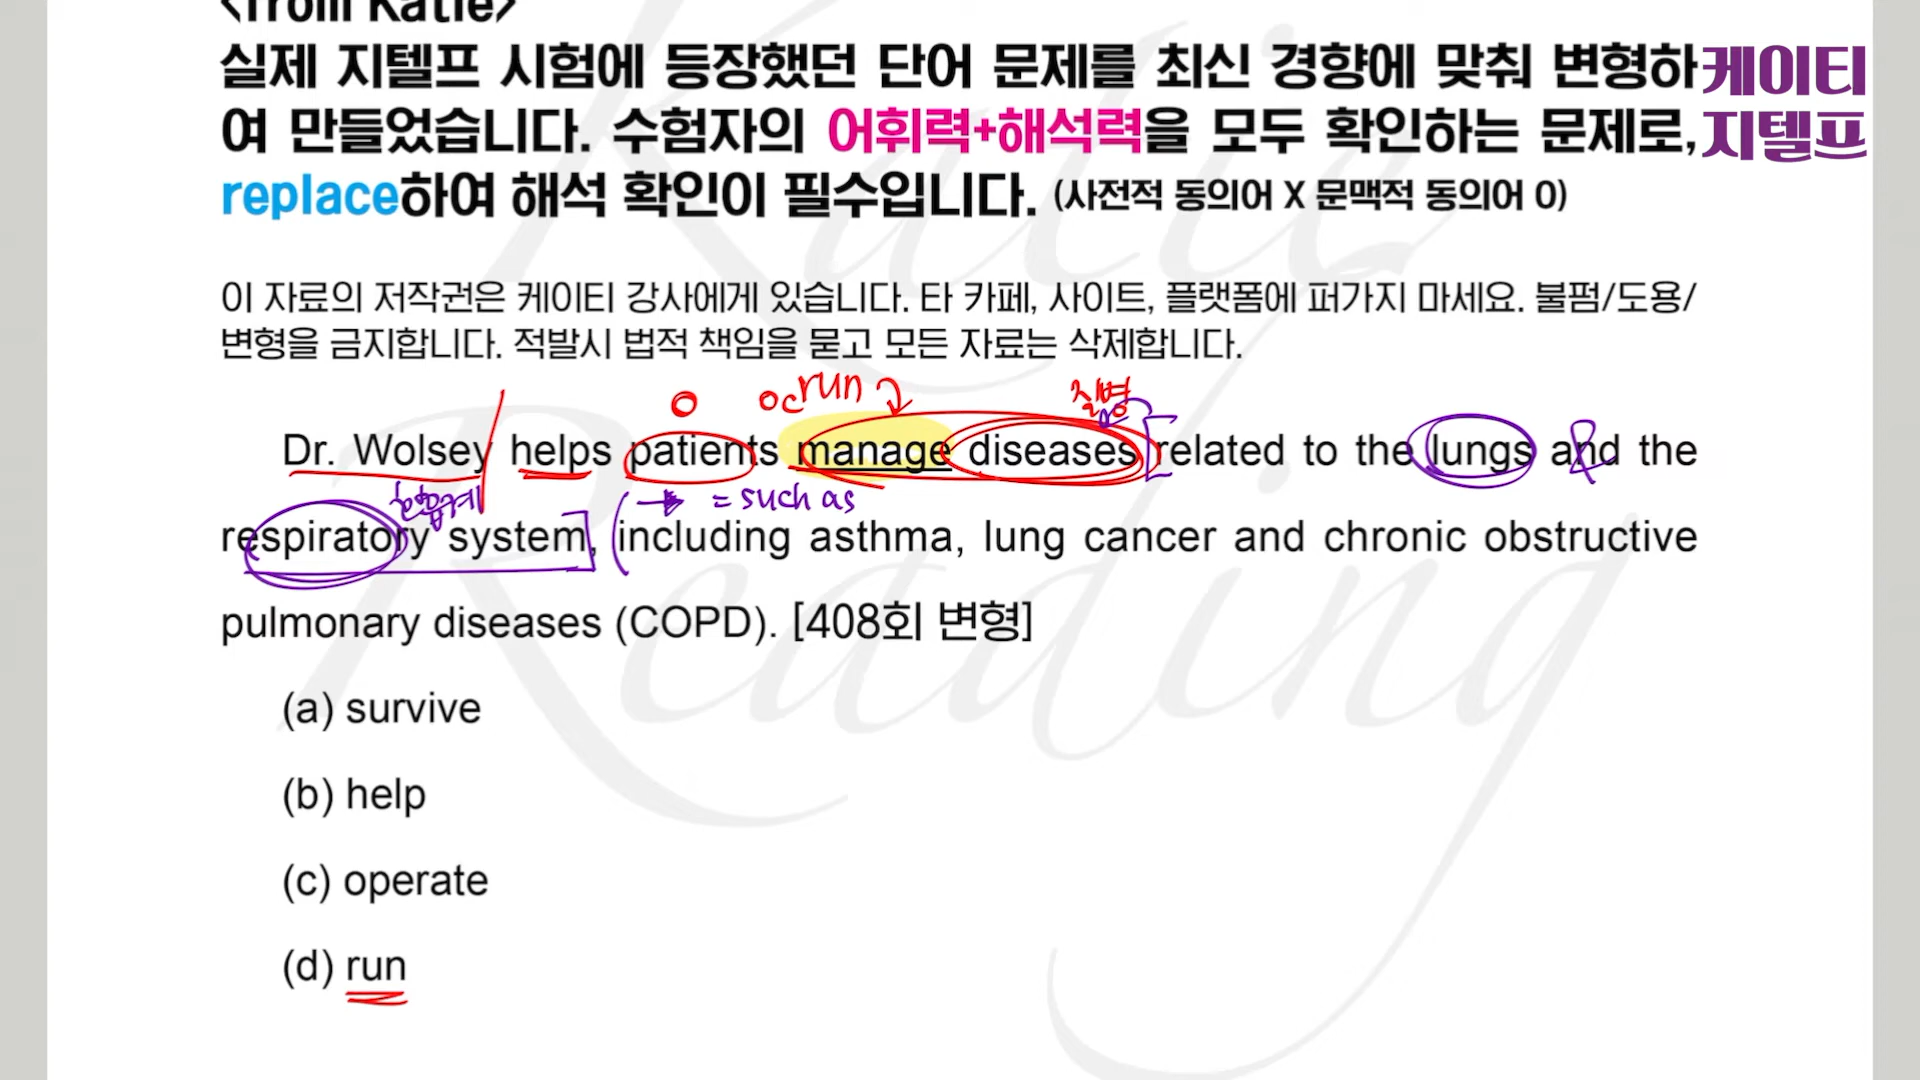 <from Katie>
실제 지텔프 시험에 등장했던 단어 문제를 최신 경향에 맞춰 변형하
여 만들었습니다. 수험자의 어휘력+해석력을 모두 확인하는 문제로,
replace하여 해석 확인이 필수입니다. (사전적 동의어 X 문맥적 동의어 O)
케이티
지텔프
이 자료의 저작권은 케이티 강사에게 있습니다. 타 카페, 사이트, 플랫폼에 퍼가지 마세요. 불펌/도용/
변형을 금지합니다. 적발시 법적 책임을 묻고 모든 자료는 삭제합니다.
O oc run 질병
Dr. Wolsey helps patients manage diseases related to the lungs and the
호흡계 = such as
respiratory system, including asthma, lung cancer and chronic obstructive
pulmonary diseases (COPD). [408회 변형]
(a) survive
(b) help
(c) operate
(d) run
Katie
Reading